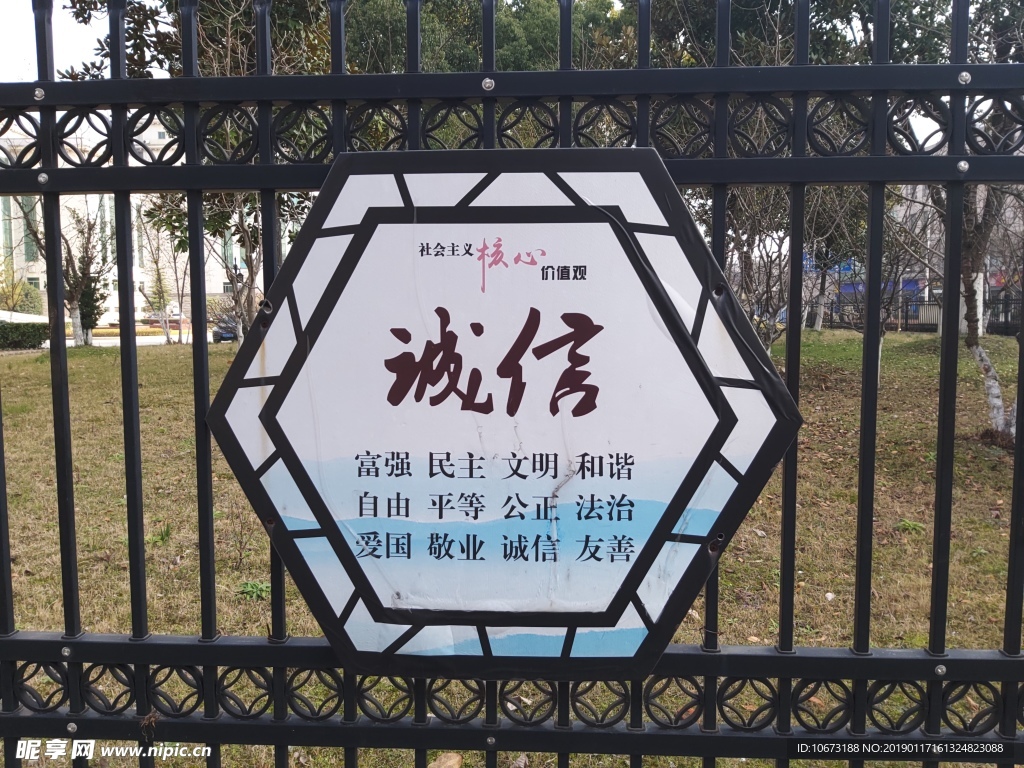 社会主义核心价值观
诚信
富强 民主 文明 和谐
自由 平等 公正 法治
爱国 敬业 诚信 友善
昵享网 www.nipic.cn
ID:10673188 NO:20190117161324823088